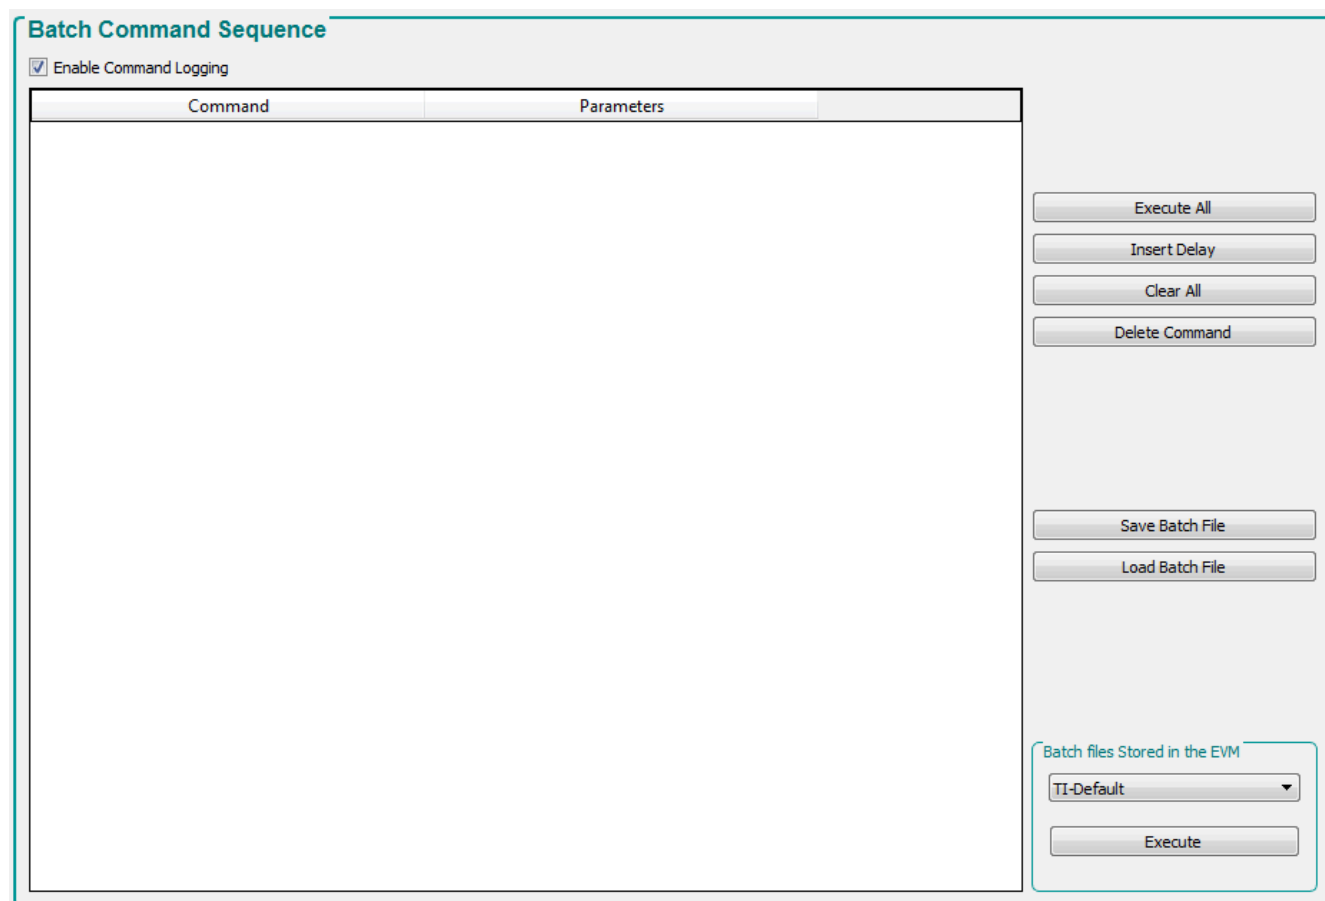 Batch Command Sequence
Enable Command Logging
Command Parameters
Execute All
Insert Delay
Clear All
Delete Command
Save Batch File
Load Batch File
Batch files Stored in the EVM
TI-Default
Execute